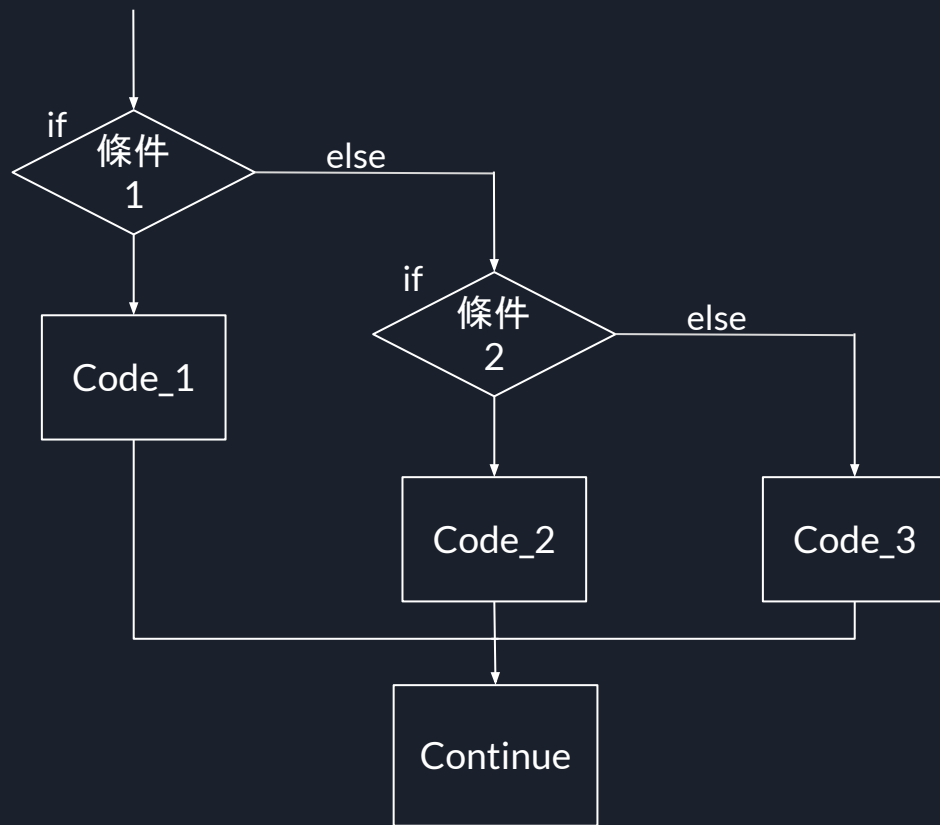 if
條件
1
else
if
條件
2
else
Code_1
Code_2
Code_3
Continue